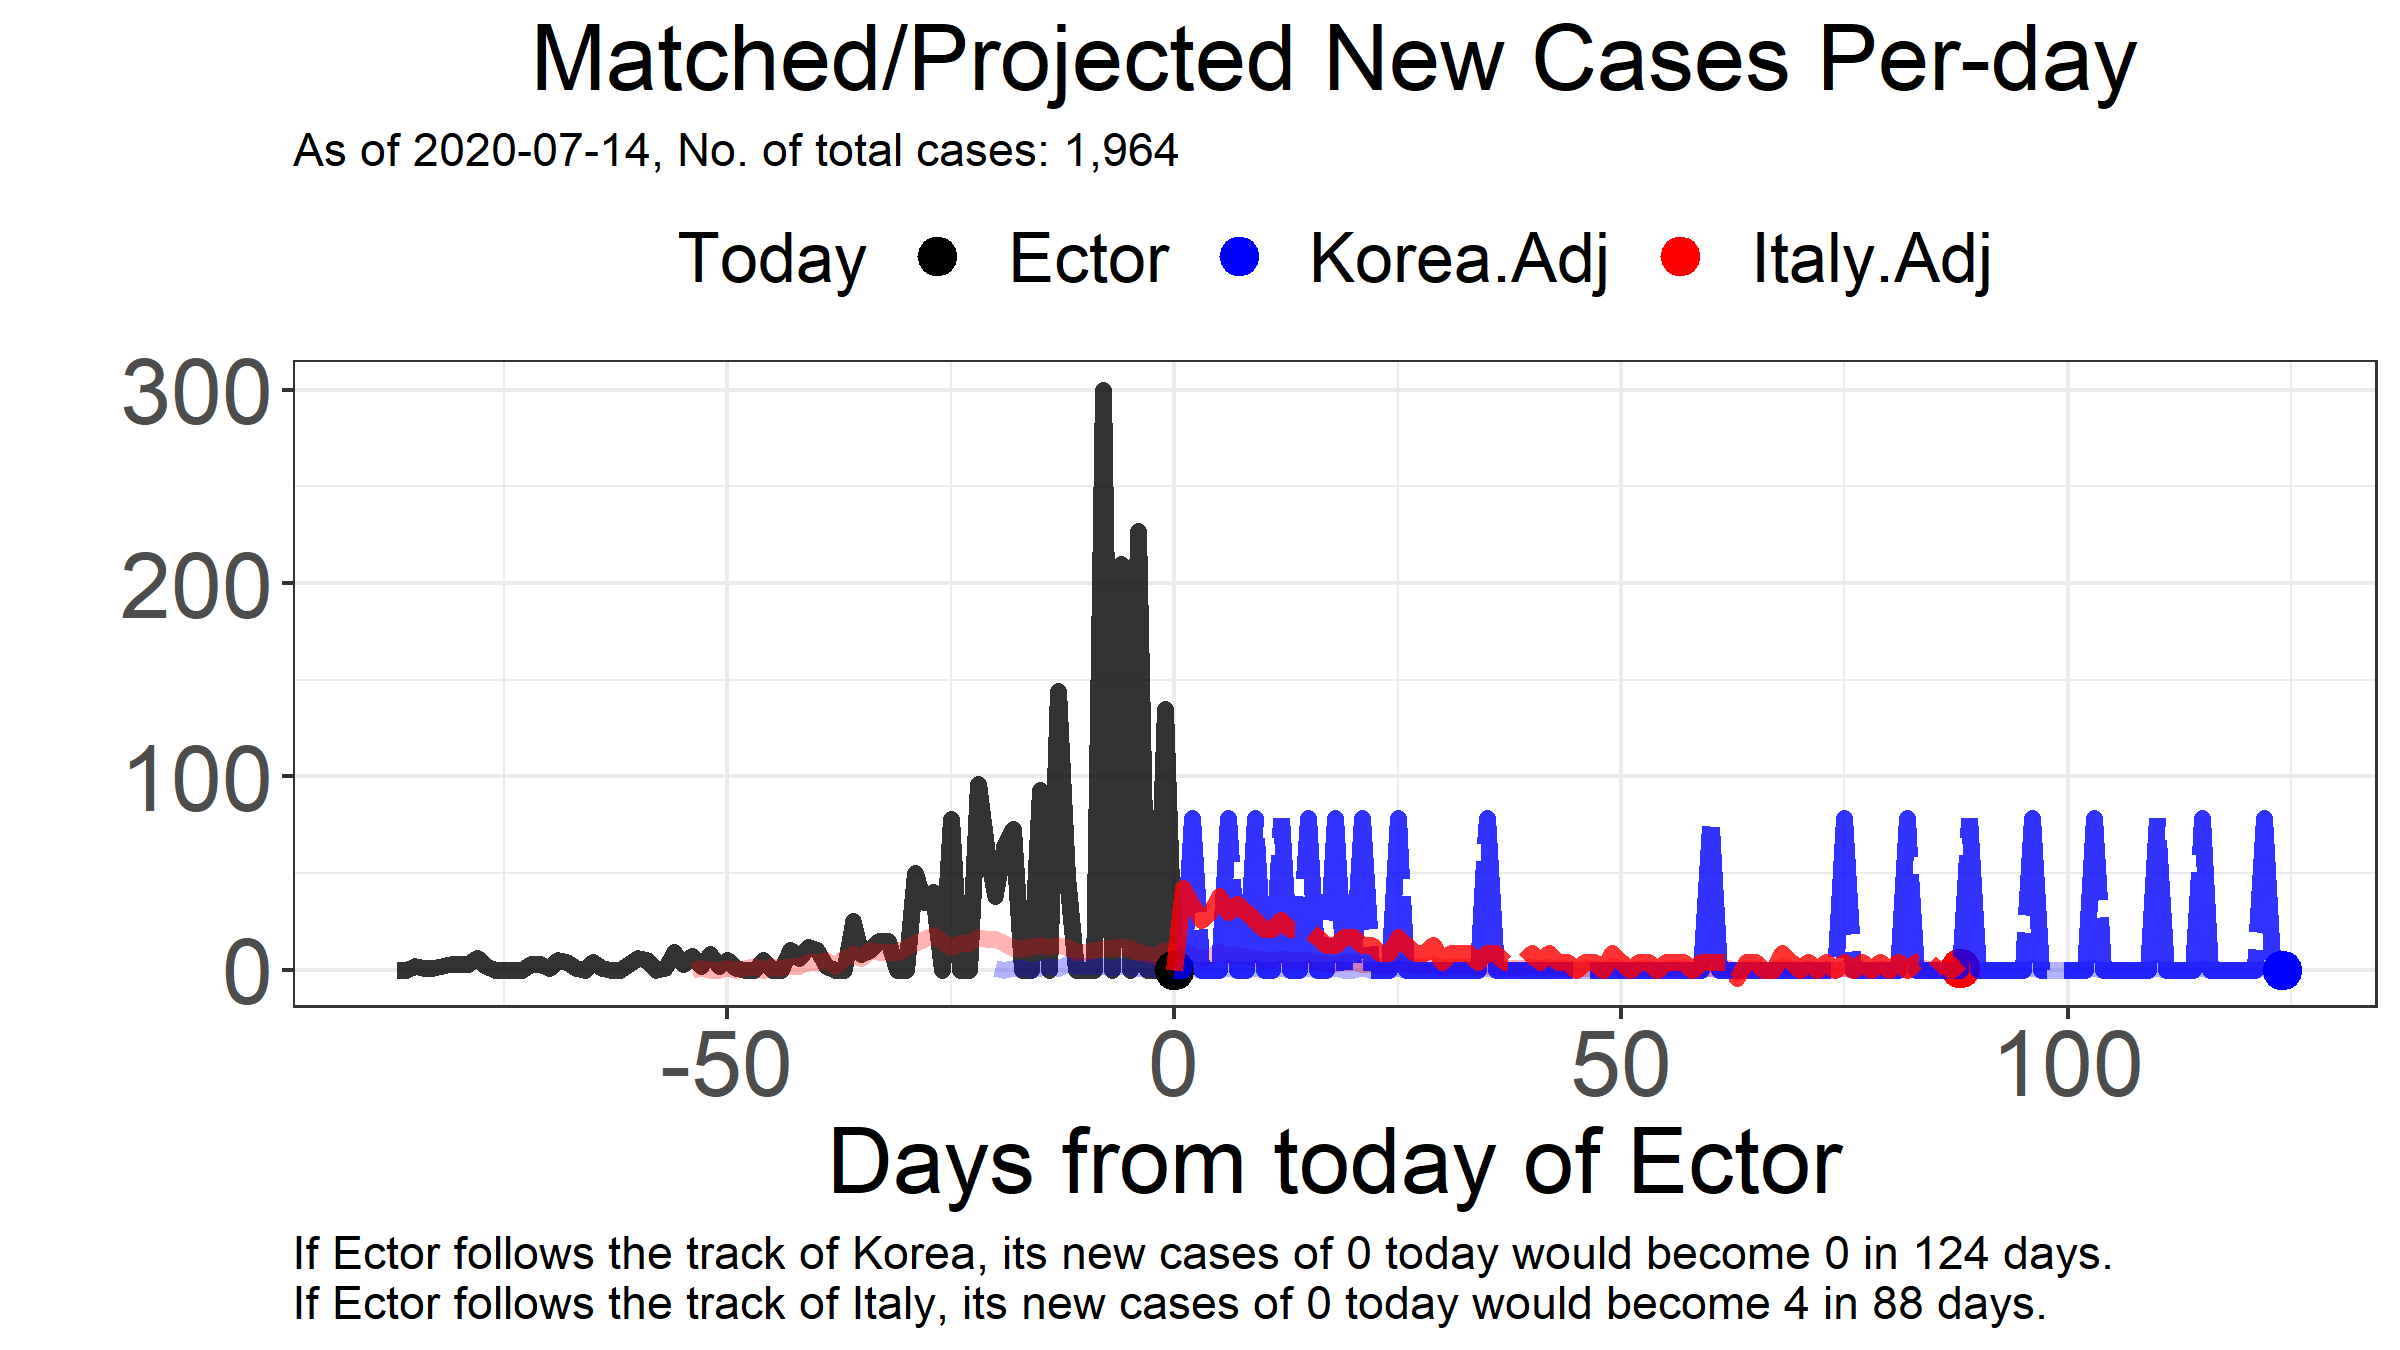 Matched/Projected New Cases Per-day
As of 2020-07-14, No. of total cases: 1,964
Today Ector Korea.Adj Italy.Adj
300
200
100
0
-50 0 50 100
Days from today of Ector
If Ector follows the track of Korea, its new cases of 0 today would become 0 in 124 days.
If Ector follows the track of Italy, its new cases of 0 today would become 4 in 88 days.